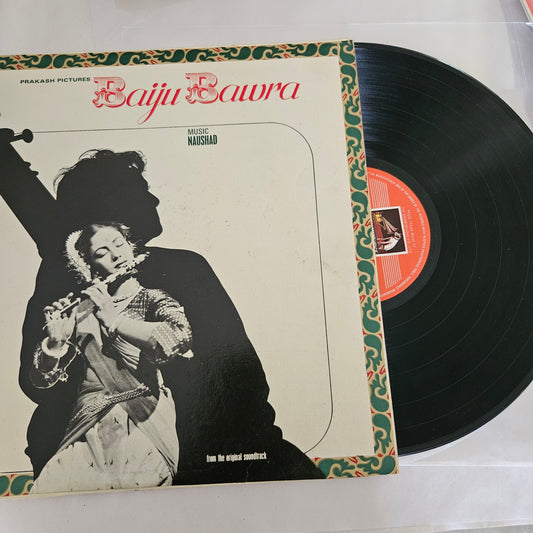 PRAKASH PICTURES
Baiju Bawra
MUSIC
NAUSHAD
from the original soundtrack